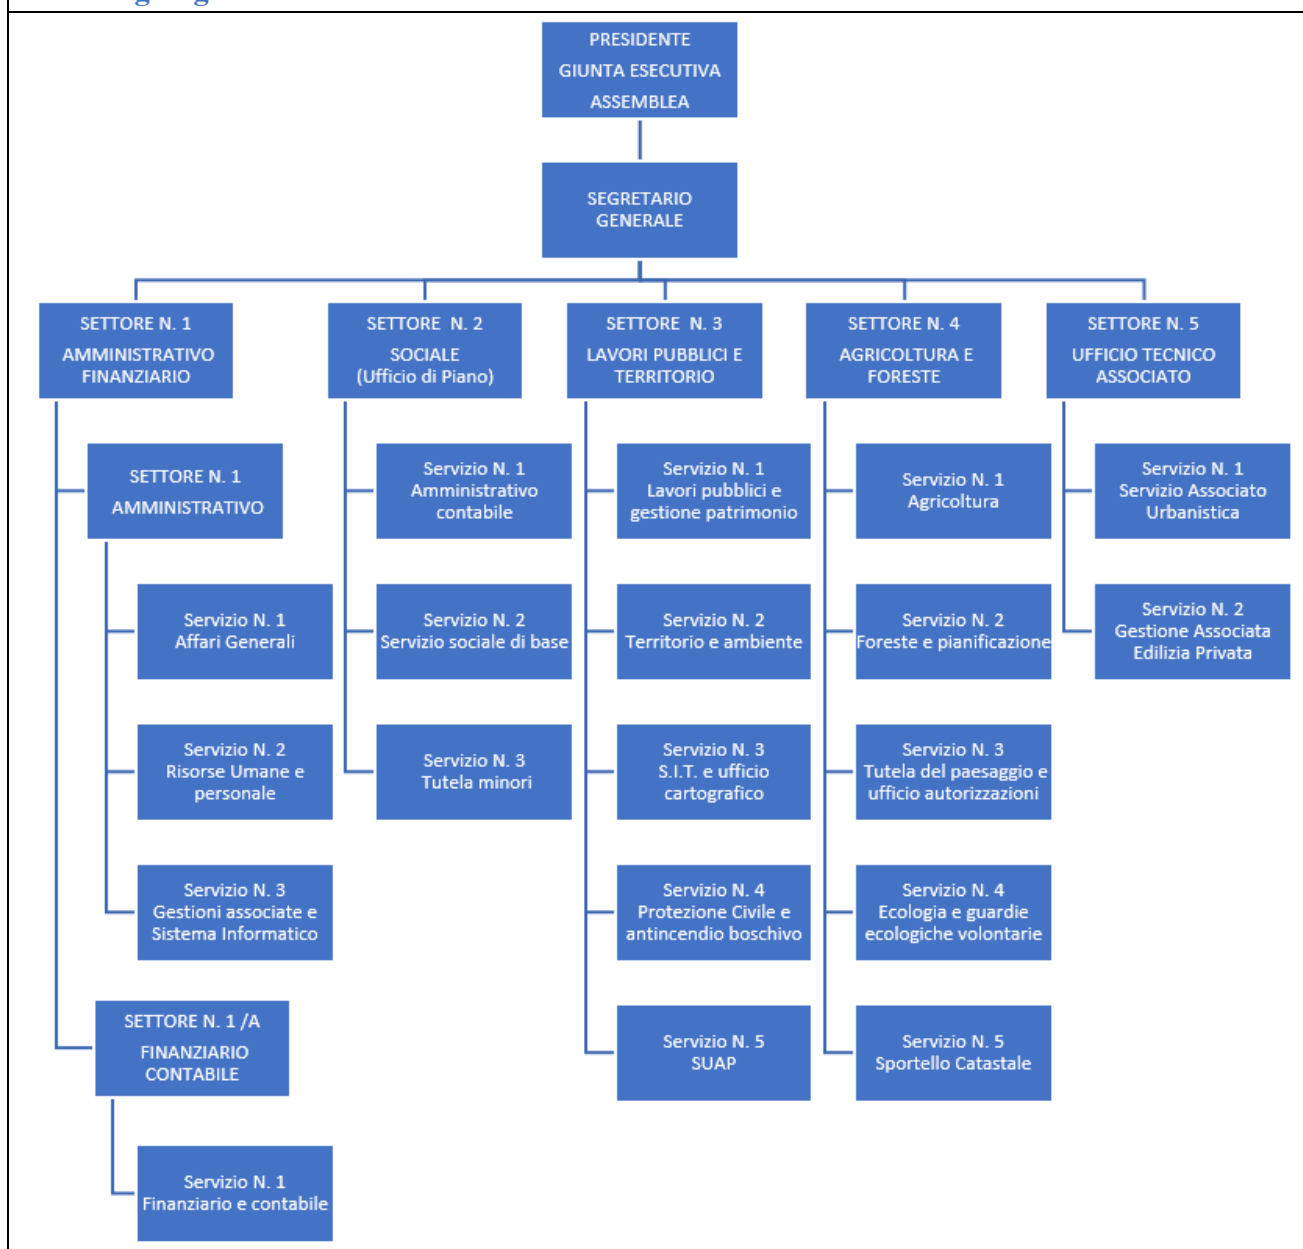 PRESIDENTE
GIUNTA ESECUTIVA
ASSEMBLEA
SEGRETARIO
GENERALE
SETTORE N. 1
AMMINISTRATIVO
FINANZIARIO
SETTORE N. 1
AMMINISTRATIVO
Servizio N. 1
Affari Generali
Servizio N. 2
Risorse Umane e
personale
Servizio N. 3
Gestioni associate e
Sistema Informatico
SETTORE N. 1 /A
FINANZIARIO
CONTABILE
Servizio N. 1
Finanziario e contabile
SETTORE N. 2
SOCIALE
(Ufficio di Piano)
Servizio N. 1
Amministrativo
contabile
Servizio N. 2
Servizio sociale di base
Servizio N. 3
Tutela minori
SETTORE N. 3
LAVORI PUBBLICI E
TERRITORIO
Servizio N. 1
Lavori pubblici e
gestione patrimonio
Servizio N. 2
Territorio e ambiente
Servizio N. 3
S.I.T. e ufficio
cartografico
Servizio N. 4
Protezione Civile e
antincendio boschivo
Servizio N. 5
SUAP
SETTORE N. 4
AGRICOLTURA E
FORESTE
Servizio N. 1
Agricoltura
Servizio N. 2
Foreste e pianificazione
Servizio N. 3
Tutela del paesaggio e
ufficio autorizzazioni
Servizio N. 4
Ecologia e guardie
ecologiche volontarie
Servizio N. 5
Sportello Catastale
SETTORE N. 5
UFFICIO TECNICO
ASSOCIATO
Servizio N. 1
Servizio Associato
Urbanistica
Servizio N. 2
Gestione Associata
Edilizia Privata